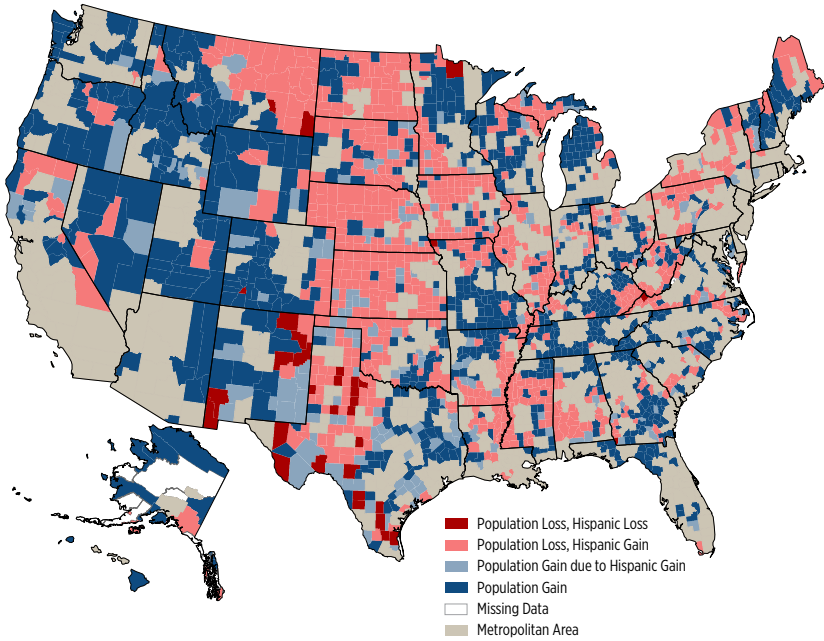 Population Loss, Hispanic Loss
Population Loss, Hispanic Gain
Population Gain due to Hispanic Gain
Population Gain
Missing Data
Metropolitan Area